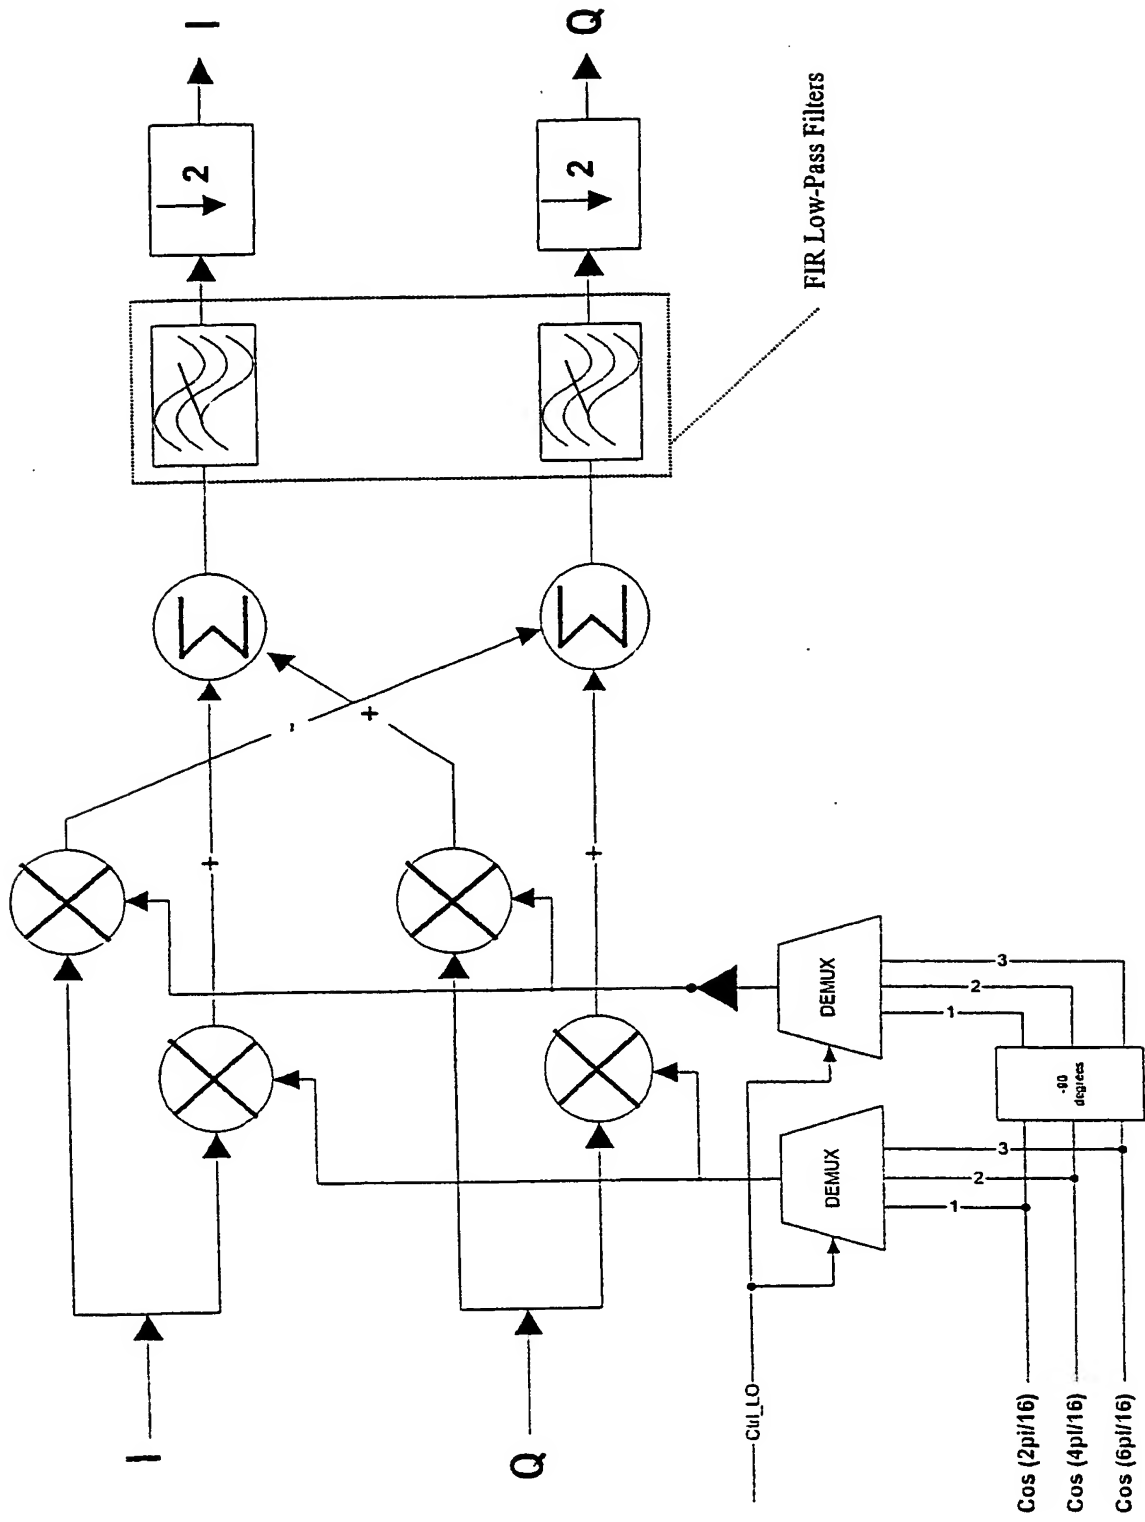 I
+
Σ
2
I
-
+
Q
+
Σ
2
Q
Ctrl_LO
DEMUX
DEMUX
FIR Low-Pass Filters
1
2
3
1
2
3
Cos (2pi/16)
Cos (4pi/16)
Cos (6pi/16)
-90
degrees